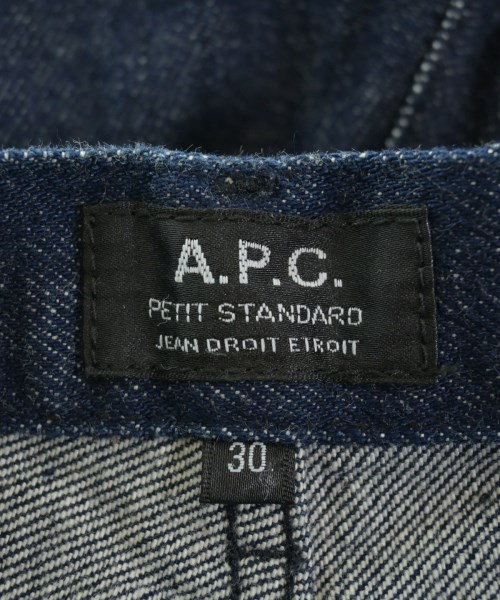 A.P.C.
PETIT STANDARD
JEAN DROIT ETROIT
30